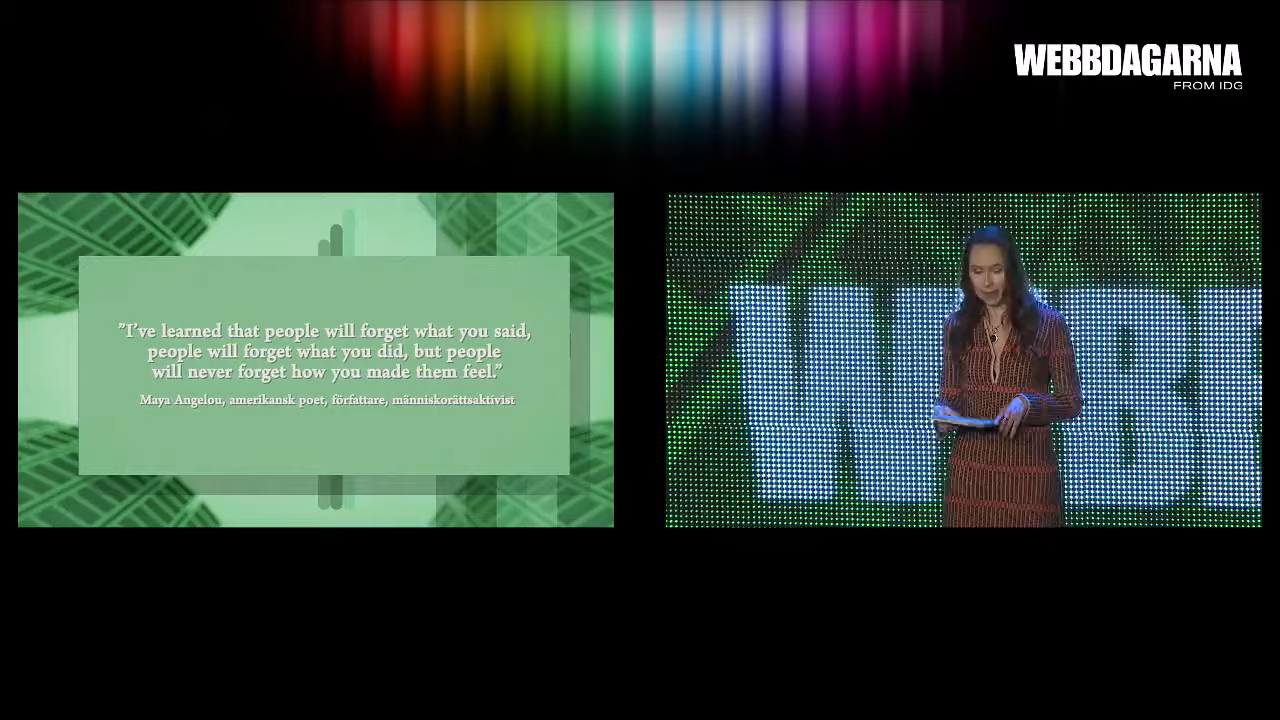 WEBBDAGARNA
FROM IDG
”I’ve learned that people will forget what you said,
people will forget what you did, but people
will never forget how you made them feel.”
Maya Angelou, amerikansk poet, författare, människorättsaktivist